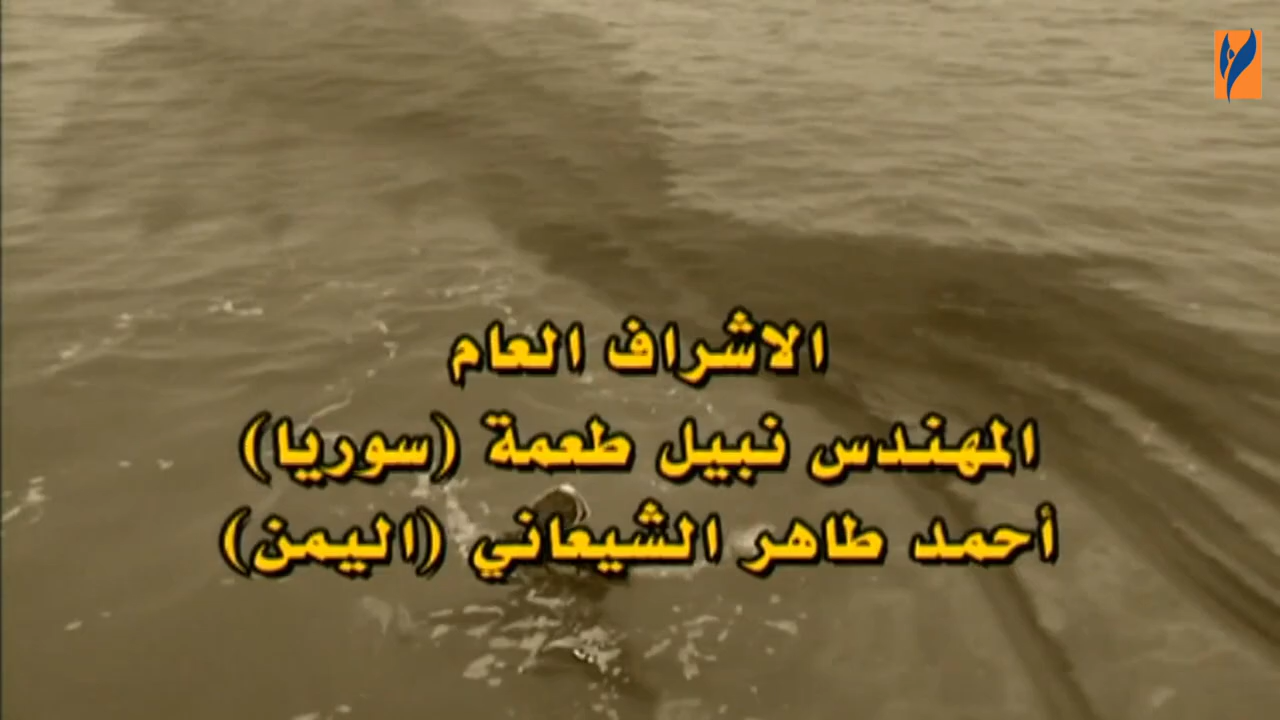 الاشراف العام
المهندس نبيل طعمة (سوريا)
أحمد طاهر الشيعاني (اليمن)